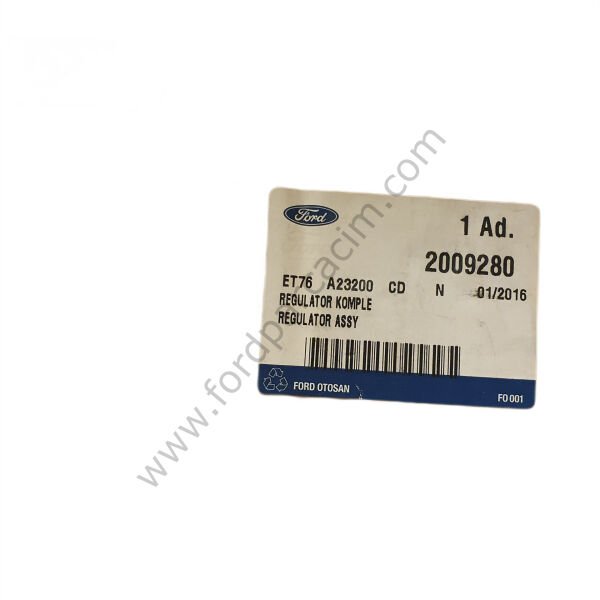 Ford
1 Ad.
2009280
ET76 A23200 CD N 01/2016
REGULATOR KOMPLE
REGULATOR ASSY
FORD OTOSAN
FO 001
www.fordparcacim.com